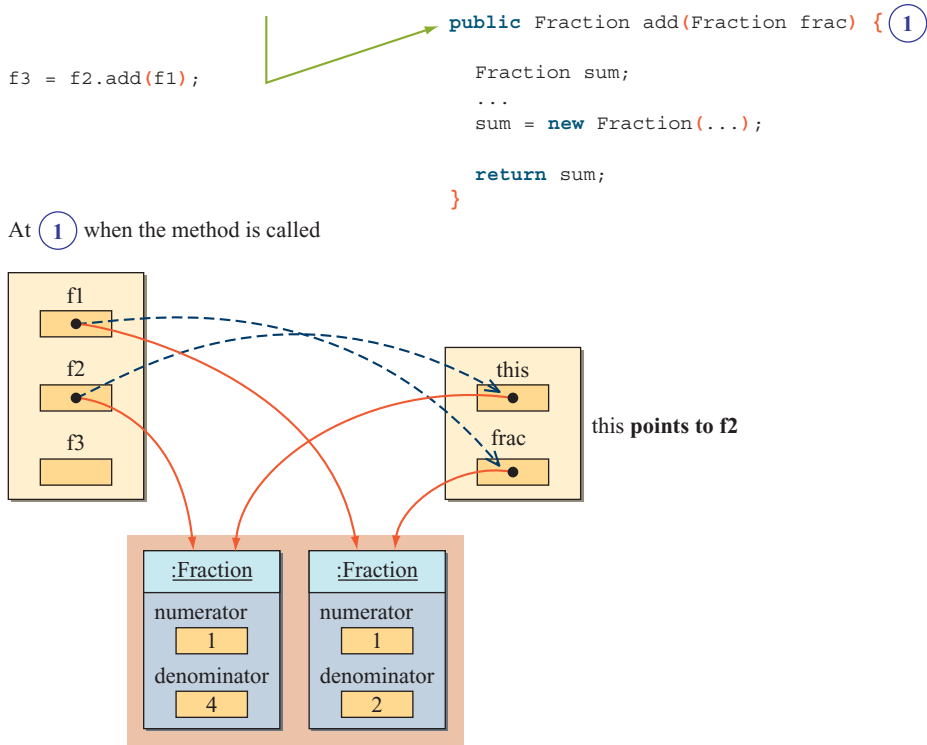 public Fraction add(Fraction frac) { 1
f3 = f2.add(f1);
Fraction sum;
...
sum = new Fraction(...);
return sum;
}
At 1 when the method is called
f1
f2
f3
this
frac
this points to f2
:Fraction
numerator
1
denominator
4
:Fraction
numerator
1
denominator
2